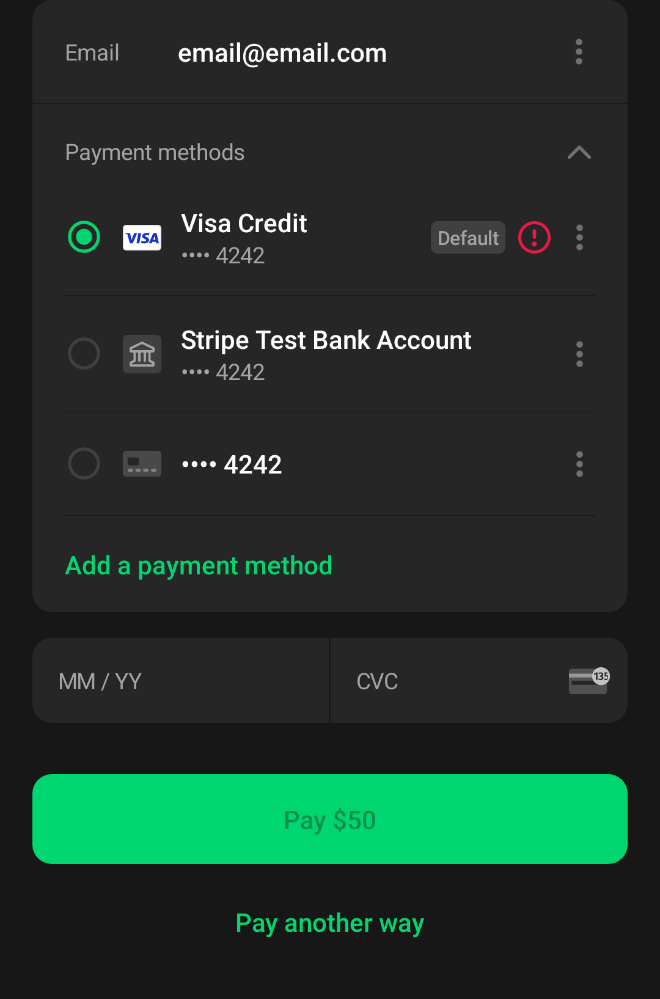 Email email@email.com
Payment methods
VISA Visa Credit Default
•••• 4242
Stripe Test Bank Account
•••• 4242
•••• 4242
Add a payment method
MM / YY CVC 135
Pay $50
Pay another way